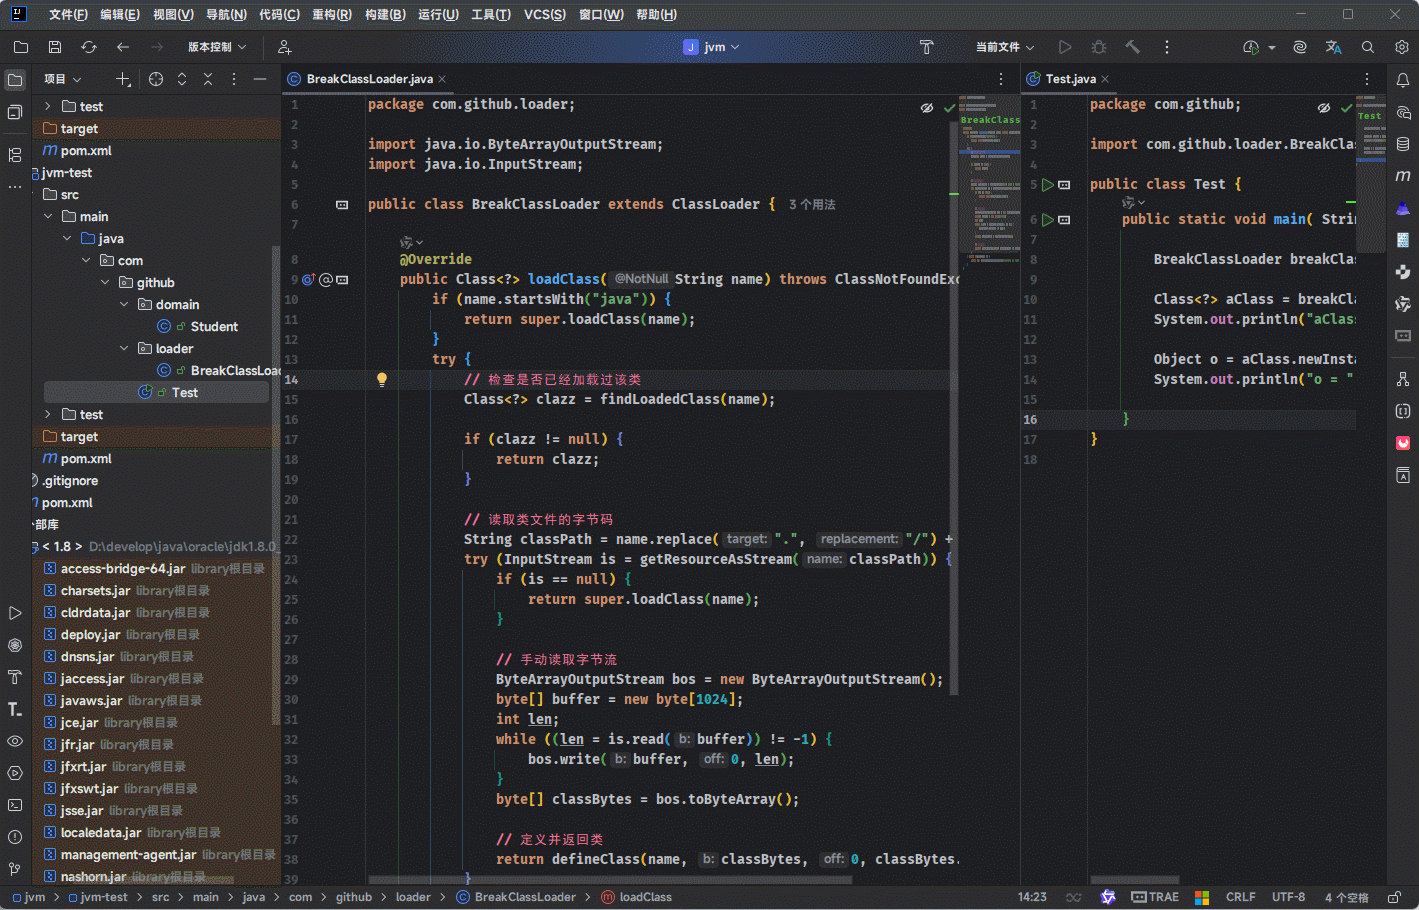 文件(F) 编辑(E) 视图(V) 导航(N) 代码(C) 重构(R) 构建(B) 运行(U) 工具(T) VCS(S) 窗口(W) 帮助(H)
版本控制
J jvm
当前文件
项目
test
target
pom.xml
jvm-test
src
main
java
com
github
domain
Student
loader
BreakClassLoa
Test
test
target
pom.xml
.gitignore
pom.xml
部库
< 1.8 > D:\develop\java\oracle\jdk1.8.0_
access-bridge-64.jar library根目录
charsets.jar library根目录
cldrdata.jar library根目录
deploy.jar library根目录
dnsns.jar library根目录
jaccess.jar library根目录
javaws.jar library根目录
jce.jar library根目录
jfr.jar library根目录
jfxrt.jar library根目录
jfxswt.jar library根目录
jsse.jar library根目录
localedata.jar library根目录
management-agent.jar library根目录
nashorn.jar library根目录
BreakClassLoader.java
1 package com.github.loader;
2
3 import java.io.ByteArrayOutputStream;
4 import java.io.InputStream;
5
6 public class BreakClassLoader extends ClassLoader { 3 个用法
7
8 @Override
9 public Class<?> loadClass( @NotNull String name) throws ClassNotFoundExc
10 if (name.startsWith("java")) {
11 return super.loadClass(name);
12 }
13 try {
14 // 检查是否已经加载过该类
15 Class<?> clazz = findLoadedClass(name);
16
17 if (clazz != null) {
18 return clazz;
19 }
20
21 // 读取类文件的字节码
22 String classPath = name.replace( target: ".", replacement: "/") +
23 try (InputStream is = getResourceAsStream( name: classPath)) {
24 if (is == null) {
25 return super.loadClass(name);
26 }
27
28 // 手动读取字节流
29 ByteArrayOutputStream bos = new ByteArrayOutputStream();
30 byte[] buffer = new byte[1024];
31 int len;
32 while ((len = is.read( b: buffer)) != -1) {
33 bos.write( b: buffer, off: 0, len);
34 }
35 byte[] classBytes = bos.toByteArray();
36
37 // 定义并返回类
38 return defineClass(name, b: classBytes, off: 0, classBytes.
39 }
BreakClass
Test.java
1 package com.github;
2
3 import com.github.loader.BreakClas
4
5 public class Test {
6 public static void main( Strin
7
8 BreakClassLoader breakCla
9
10 Class<?> aClass = breakCla
11 System.out.println("aClass
12
13 Object o = aClass.newInsta
14 System.out.println("o = "
15
16 }
17 }
18
Test
jvm > jvm-test > src > main > java > com > github > loader > BreakClassLoader > loadClass
14:23 TRAE CRLF UTF-8 4 个空格